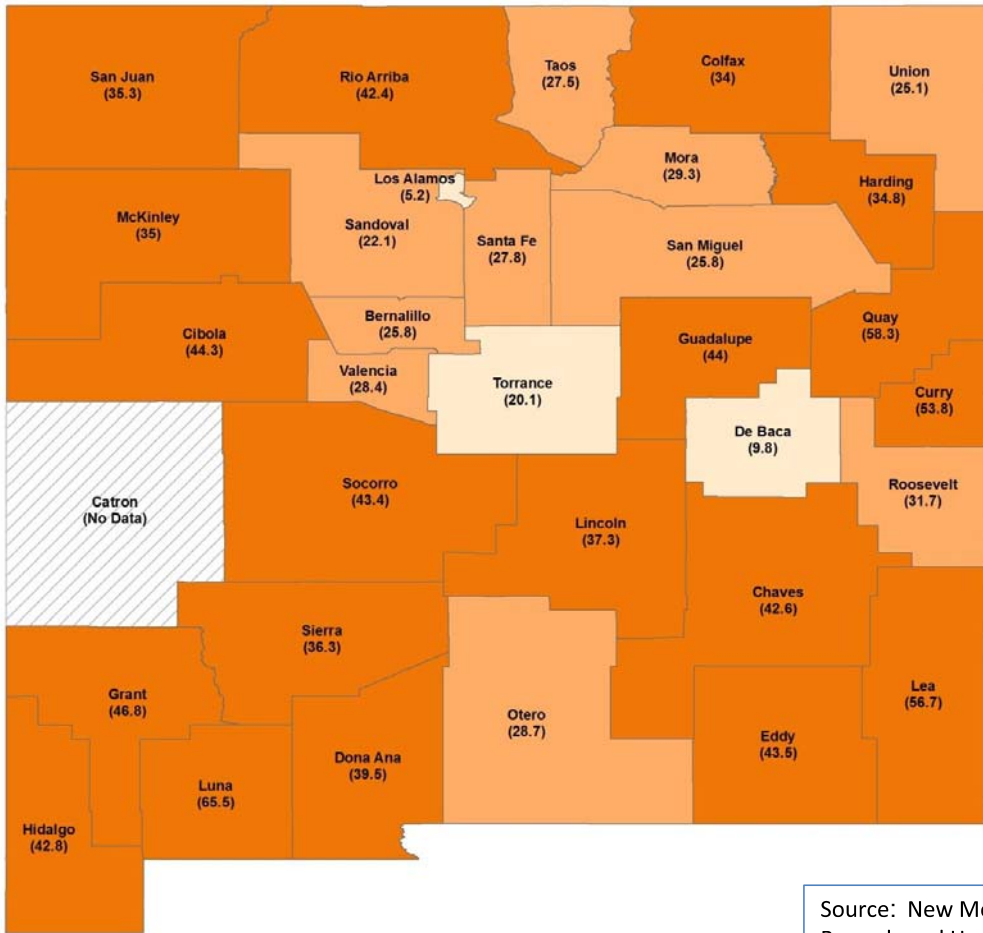 San Juan
(35.3)
Rio Arriba
(42.4)
Taos
(27.5)
Colfax
(34)
Union
(25.1)
Mora
(29.3)
Los Alamos
(5.2)
Harding
(34.8)
McKinley
(35)
Sandoval
(22.1)
Santa Fe
(27.8)
San Miguel
(25.8)
Bernalillo
(25.8)
Quay
(58.3)
Cibola
(44.3)
Guadalupe
(44)
Valencia
(28.4)
Torrance
(20.1)
Curry
(53.8)
De Baca
(9.8)
Socorro
(43.4)
Roosevelt
(31.7)
Catron
(No Data)
Lincoln
(37.3)
Chaves
(42.6)
Sierra
(36.3)
Grant
(46.8)
Lea
(56.7)
Otero
(28.7)
Eddy
(43.5)
Dona Ana
(39.5)
Luna
(65.5)
Hidalgo
(42.8)
Source: New